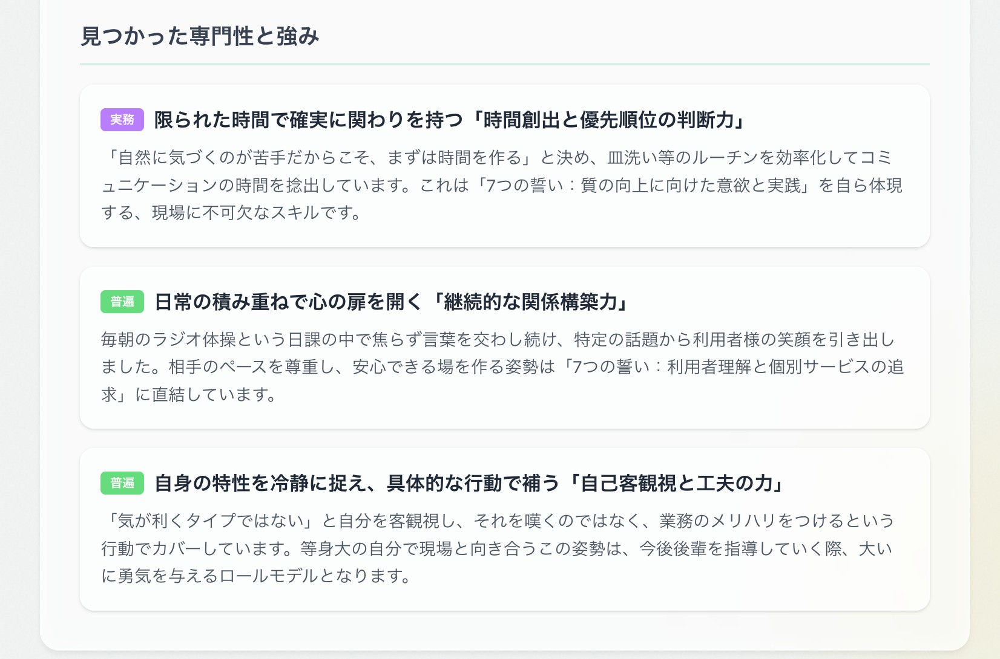 見つかった専門性と強み
実務 限られた時間で確実に関わりを持つ「時間創出と優先順位の判断力」
「自然に気づくのが苦手だからこそ、まずは時間を作る」と決め、皿洗い等のルーチンを効率化してコミ
ュニケーションの時間を捻出しています。これは「7つの誓い：質の向上に向けた意欲と実践」を自ら体現
する、現場に不可欠なスキルです。
普遍 日常の積み重ねで心の扉を開く「継続的な関係構築力」
毎朝のラジオ体操という日課の中で焦らず言葉を交わし続け、特定の話題から利用者様の笑顔を引き出し
ました。相手のペースを尊重し、安心できる場を作る姿勢は「7つの誓い：利用者理解と個別サービスの追
求」に直結しています。
普遍 自身の特性を冷静に捉え、具体的な行動で補う「自己客観視と工夫の力」
「気が利くタイプではない」と自分を客観視し、それを嘆くのではなく、業務のメリハリをつけるという
行動でカバーしています。等身大の自分で現場と向き合うこの姿勢は、今後後輩を指導していく際、大い
に勇気を与えるロールモデルとなります。